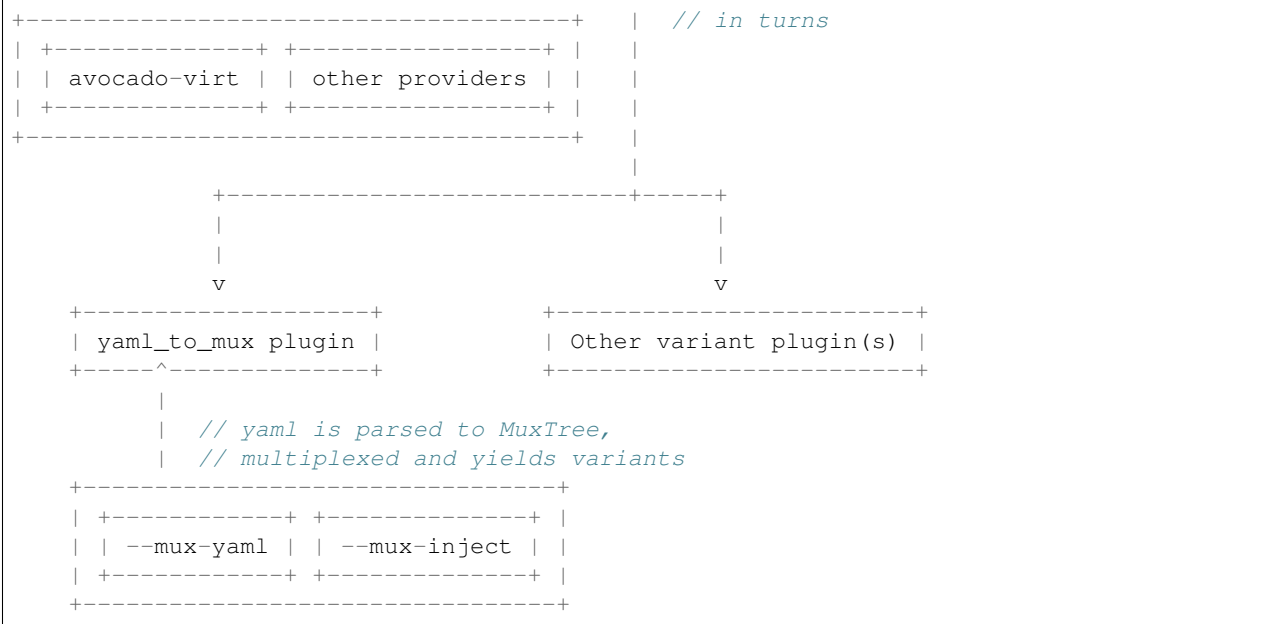 +--------------------------------------+   |  // in turns
| +--------------+ +-----------------+ |   |
| | avocado-virt | | other providers | |   |
| +--------------+ +-----------------+ |   |
+--------------------------------------+   |
                                           |
              +----------------------------+-----+
              |                                  |
              |                                  |
              v                                  v
    +--------------------+           +-------------------------+
    | yaml_to_mux plugin |           | Other variant plugin(s) |
    +-----^--------------+           +-------------------------+
          |
          |  // yaml is parsed to MuxTree,
          |  // multiplexed and yields variants
    +---------------------------------+
    | +------------+ +--------------+ |
    | | --mux-yaml | | --mux-inject | |
    | +------------+ +--------------+ |
    +---------------------------------+